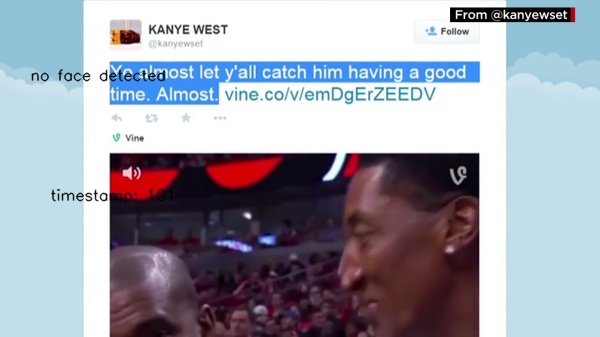 From @kanyewset
KANYE WEST
@kanyewset
Follow
Ye almost let y'all catch him having a good
time. Almost. vine.co/v/emDgErZEEDV
no face detected
Vine
timestamp: 101